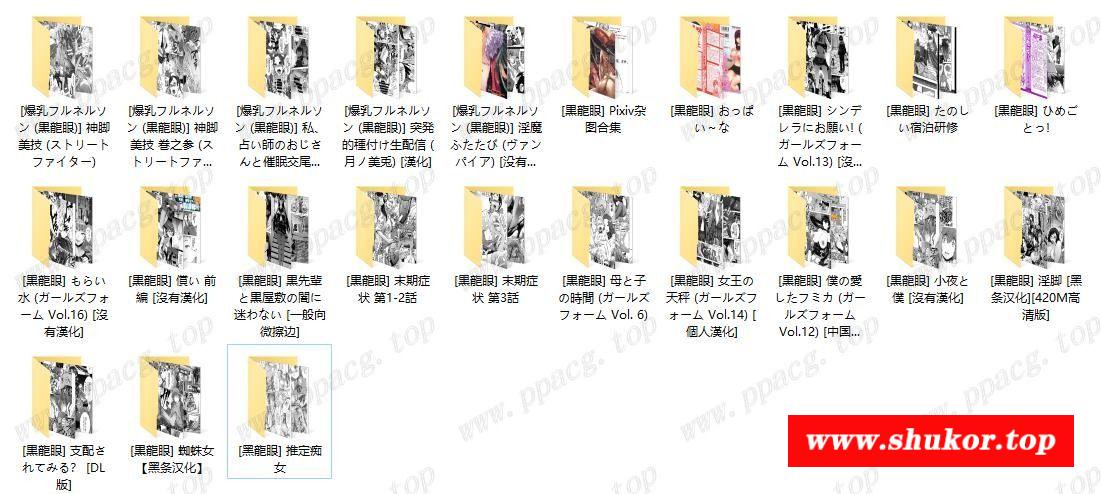 [爆乳フルネルソ
ン (黒龍眼)] 神脚
美技 (ストリート
ファイター)
[爆乳フルネルソ
ン (黒龍眼)] 神脚
美技 巻之参 (ス
トリートファ...
[爆乳フルネルソ
ン (黒龍眼)] 私、
占い師のおじさ
んと催眠交尾...
[爆乳フルネルソ
ン (黒龍眼)] 突発
的種付け生配信 (
月ノ美兎) [漢化]
[爆乳フルネルソ
ン (黒龍眼)] 淫魔
ふたたび (ヴァン
パイア) [没有...
[黒龍眼] Pixiv杂
图合集
[黒龍眼] おっぱ
い～な
[黒龍眼] シンデ
レラにお願い! (
ガールズフォー
ム Vol.13) [沒...
[黒龍眼] たのし
い宿泊研修
[黒龍眼] ひめご
とっ!
[黒龍眼] もらい
水 (ガールズフォ
ーム Vol.16) [沒
有漢化]
[黒龍眼] 償い 前
編 [沒有漢化]
[黒龍眼] 黒先輩
と黒屋敷の闇に
迷わない [一般向
微擦边]
[黒龍眼] 末期症
状 第1-2話
[黒龍眼] 末期症
状 第3話
[黒龍眼] 母と子
の時間 (ガールズ
フォーム Vol. 6)
[黒龍眼] 女王の
天秤 (ガールズフ
ォーム Vol.14) [
個人漢化]
[黒龍眼] 僕の愛
したフミカ (ガー
ルズフォーム
Vol.12) [中国...
[黒龍眼] 小夜と
僕 [沒有漢化]
[黒龍眼] 淫脚 [黑
条汉化][420M高
清版]
[黒龍眼] 支配さ
れてみる？ [DL
版]
[黒龍眼] 蜘蛛女
【黑条汉化】
[黒龍眼] 推定痴
女
www.shukor.top
www.ppacg.top